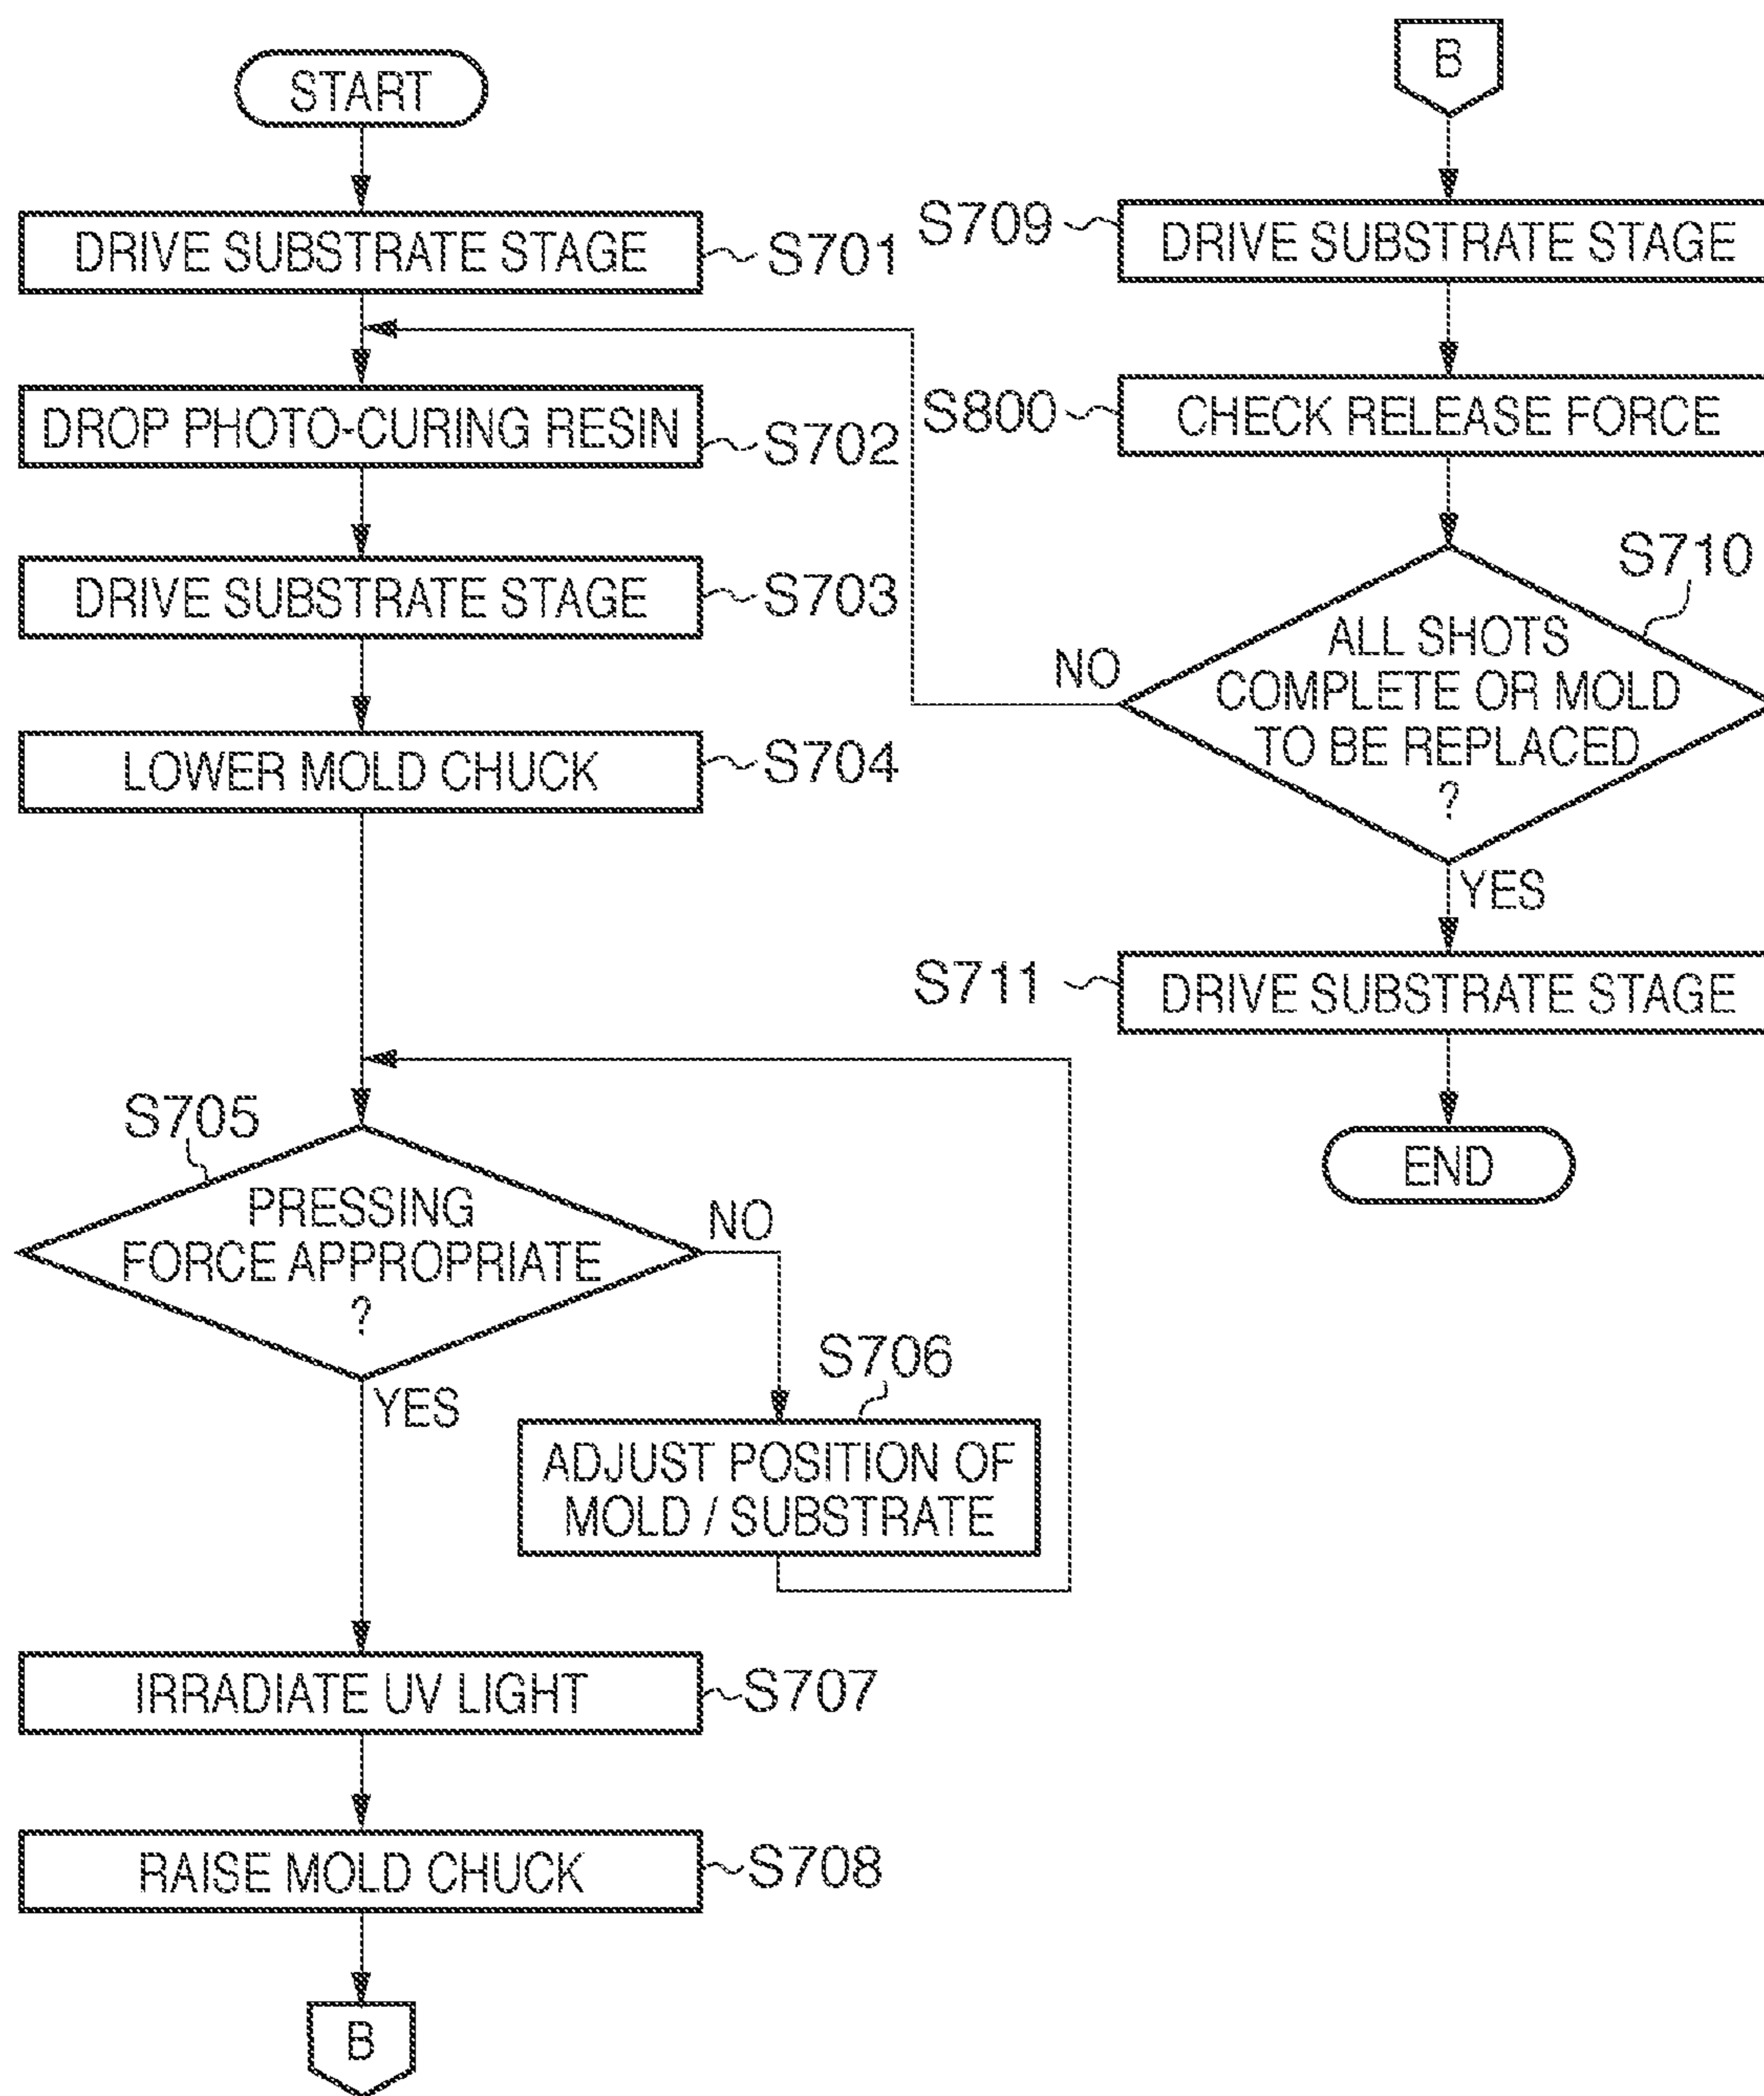 START
DRIVE SUBSTRATE STAGE
S701
DROP PHOTO-CURING RESIN
S702
DRIVE SUBSTRATE STAGE
S703
LOWER MOLD CHUCK
S704
S705
PRESSING
FORCE APPROPRIATE
?
NO
YES
S706
ADJUST POSITION OF
MOLD / SUBSTRATE
IRRADIATE UV LIGHT
S707
RAISE MOLD CHUCK
S708
B
B
S709
DRIVE SUBSTRATE STAGE
S800
CHECK RELEASE FORCE
S710
ALL SHOTS
COMPLETE OR MOLD
TO BE REPLACED
?
NO
YES
S711
DRIVE SUBSTRATE STAGE
END